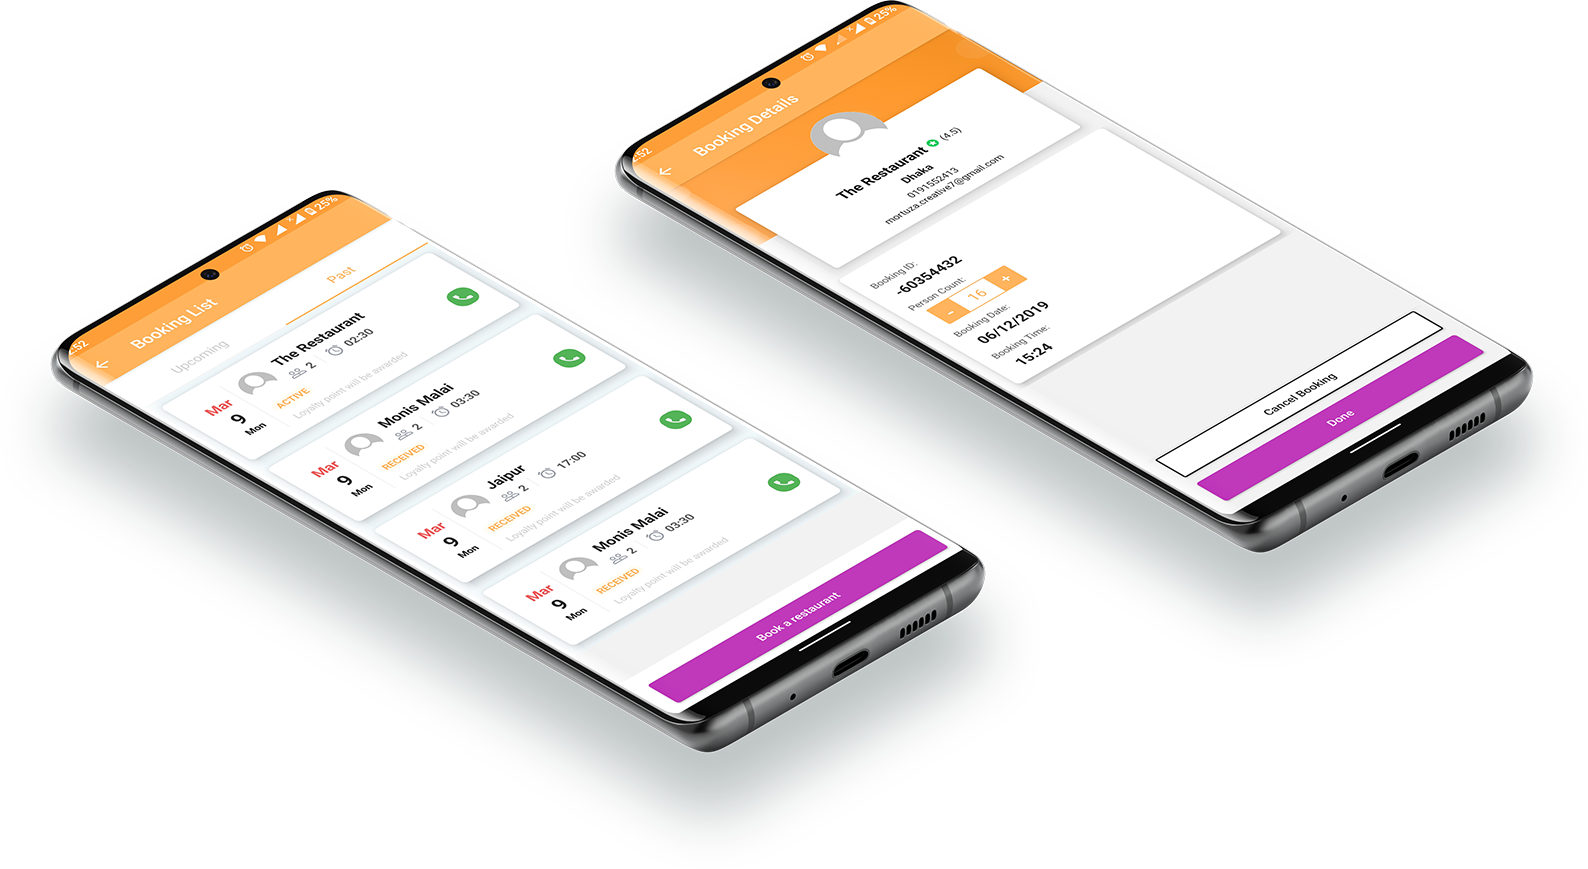 2:52
25%
Booking List
Upcoming
Past
Mar
9
Mon
The Restaurant
2
02:30
ACTIVE
Loyalty point will be awarded
Mar
9
Mon
Monis Malai
2
03:30
RECEIVED
Loyalty point will be awarded
Mar
9
Mon
Jaipur
2
17:00
RECEIVED
Loyalty point will be awarded
Mar
9
Mon
Monis Malai
2
03:30
RECEIVED
Loyalty point will be awarded
Book a restaurant
2:52
25%
Booking Details
The Restaurant (4.5)
Dhaka
0191552413
mortuza.creative7@gmail.com
Booking ID:
-60354432
Person Count:
- 16 +
Booking Date:
06/12/2019
Booking Time:
15:24
Cancel Booking
Done